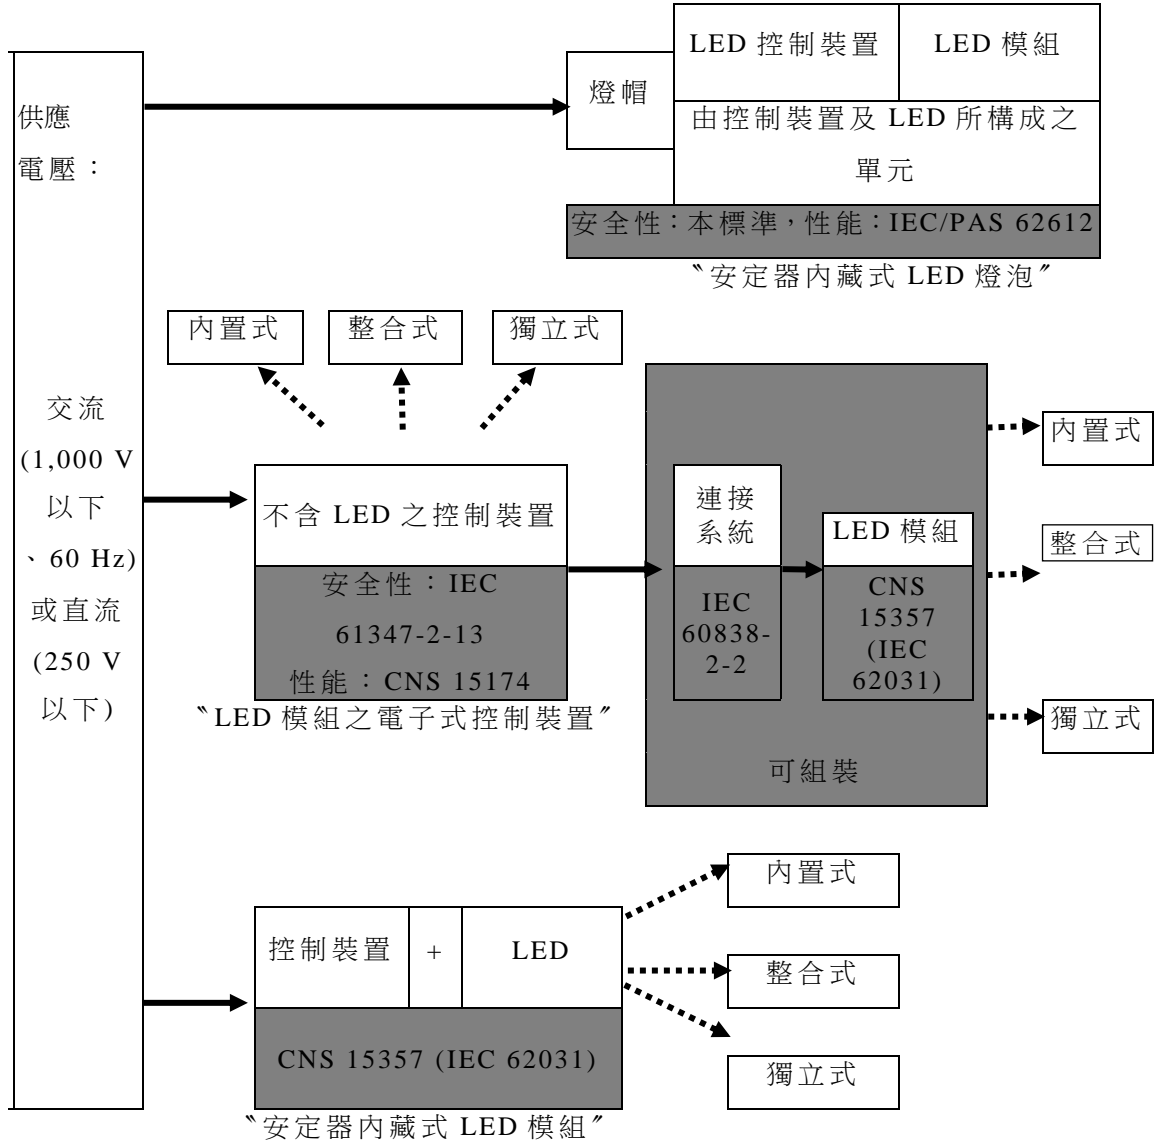 供應
電壓：
交流
(1,000 V
以下
、60 Hz)
或直流
(250 V
以下)
燈帽
LED 控制裝置
LED 模組
由控制裝置及 LED 所構成之
單元
安全性：本標準，性能：IEC/PAS 62612
〝安定器內藏式 LED 燈泡〞
內置式
整合式
獨立式
不含 LED 之控制裝置
安全性：IEC
61347-2-13
性能：CNS 15174
〝LED 模組之電子式控制裝置〞
連接
系統
IEC
60838-
2-2
LED 模組
CNS
15357
(IEC
62031)
可組裝
內置式
整合式
獨立式
控制裝置
+
LED
CNS 15357 (IEC 62031)
〝安定器內藏式 LED 模組〞
內置式
整合式
獨立式